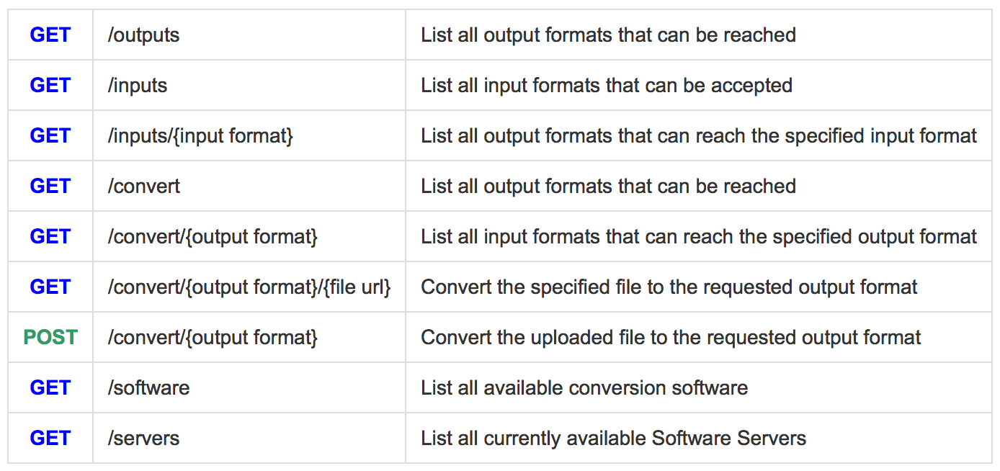 GET /outputs List all output formats that can be reached
GET /inputs List all input formats that can be accepted
GET /inputs/{input format} List all output formats that can reach the specified input format
GET /convert List all output formats that can be reached
GET /convert/{output format} List all input formats that can reach the specified output format
GET /convert/{output format}/{file url} Convert the specified file to the requested output format
POST /convert/{output format} Convert the uploaded file to the requested output format
GET /software List all available conversion software
GET /servers List all currently available Software Servers